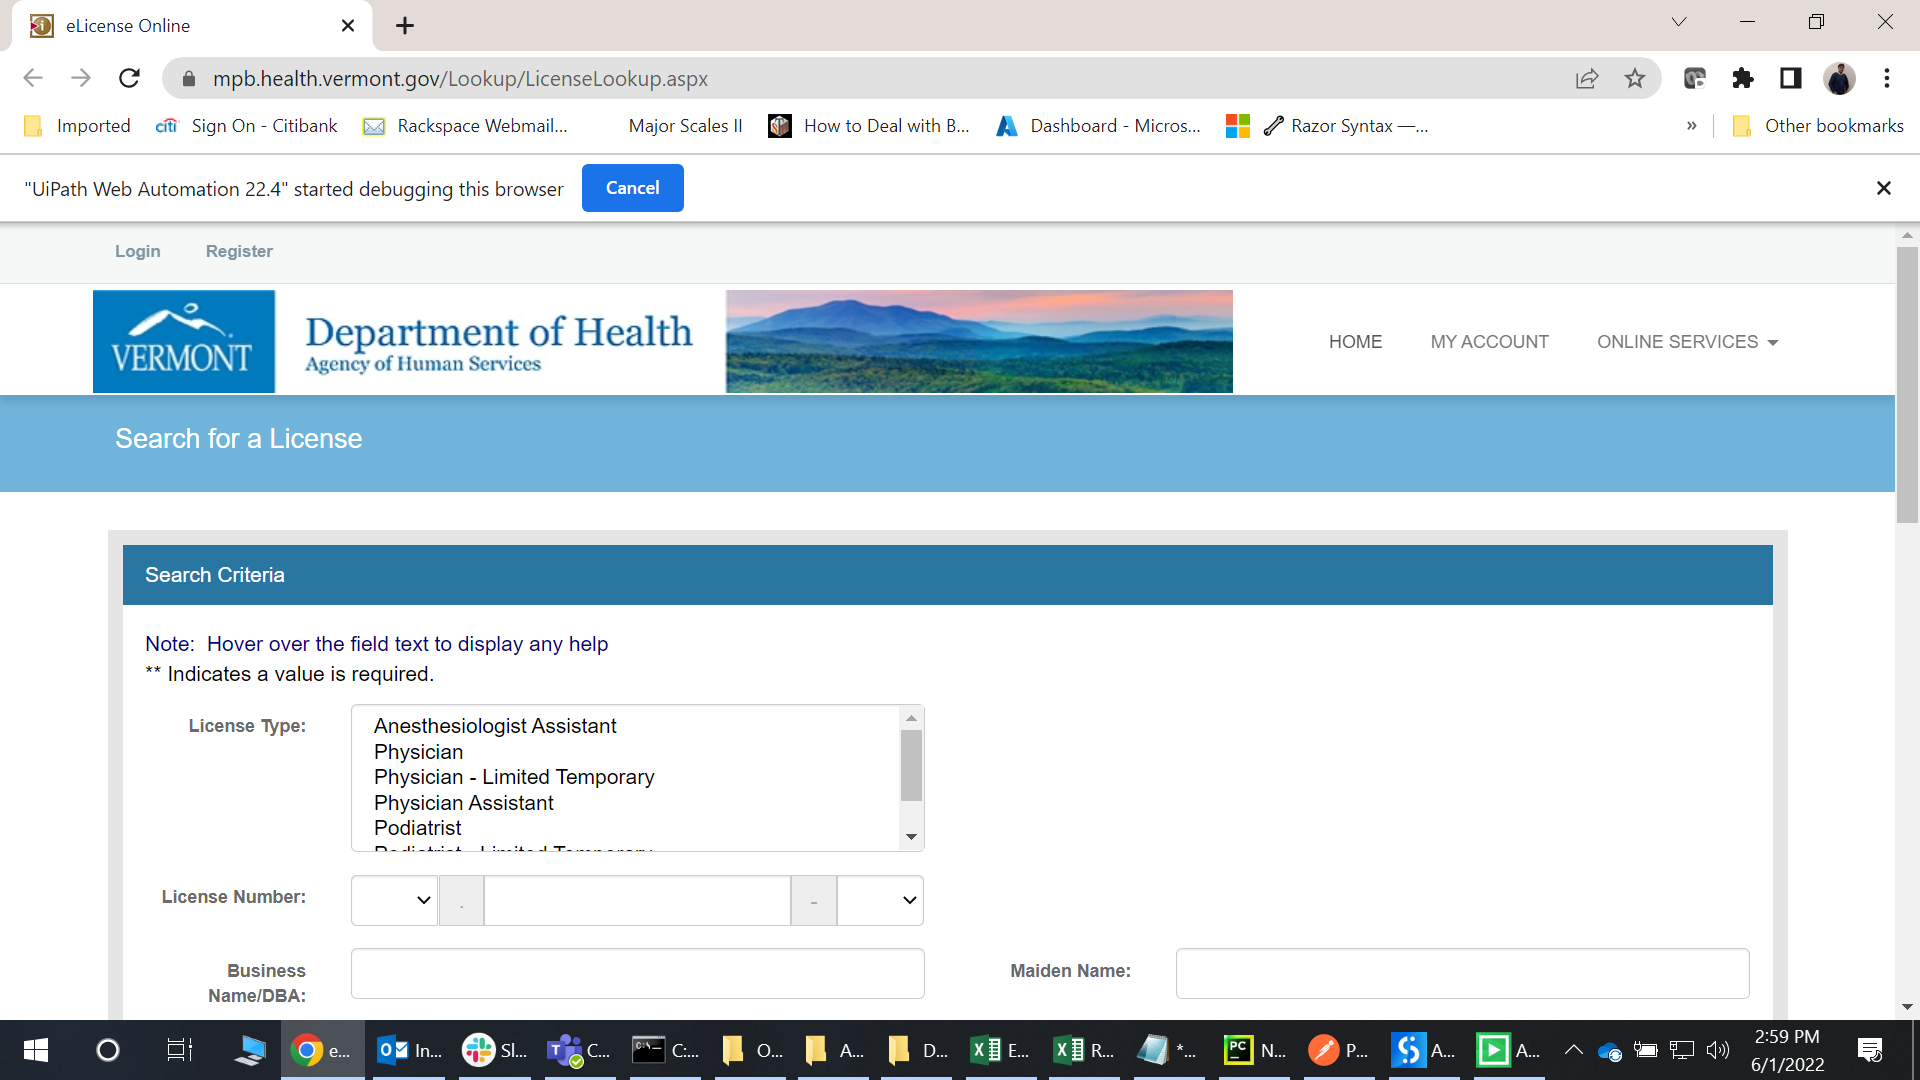 eLicense Online
mpb.health.vermont.gov/Lookup/LicenseLookup.aspx
Imported
citi Sign On - Citibank
Rackspace Webmail...
Major Scales II
How to Deal with B...
Dashboard - Micros...
Razor Syntax —...
»
Other bookmarks
"UiPath Web Automation 22.4" started debugging this browser
Cancel
Login
Register
VERMONT
Department of Health
Agency of Human Services
HOME
MY ACCOUNT
ONLINE SERVICES
Search for a License
Search Criteria
Note: Hover over the field text to display any help
** Indicates a value is required.
License Type:
Anesthesiologist Assistant
Physician
Physician - Limited Temporary
Physician Assistant
Podiatrist
Podiatrist - Limited Temporary
License Number:
.
-
Business
Name/DBA:
Maiden Name:
e...
In...
Sl...
C...
C:...
O...
A...
D...
E...
R...
*...
PC N...
P...
A...
A...
2:59 PM
6/1/2022